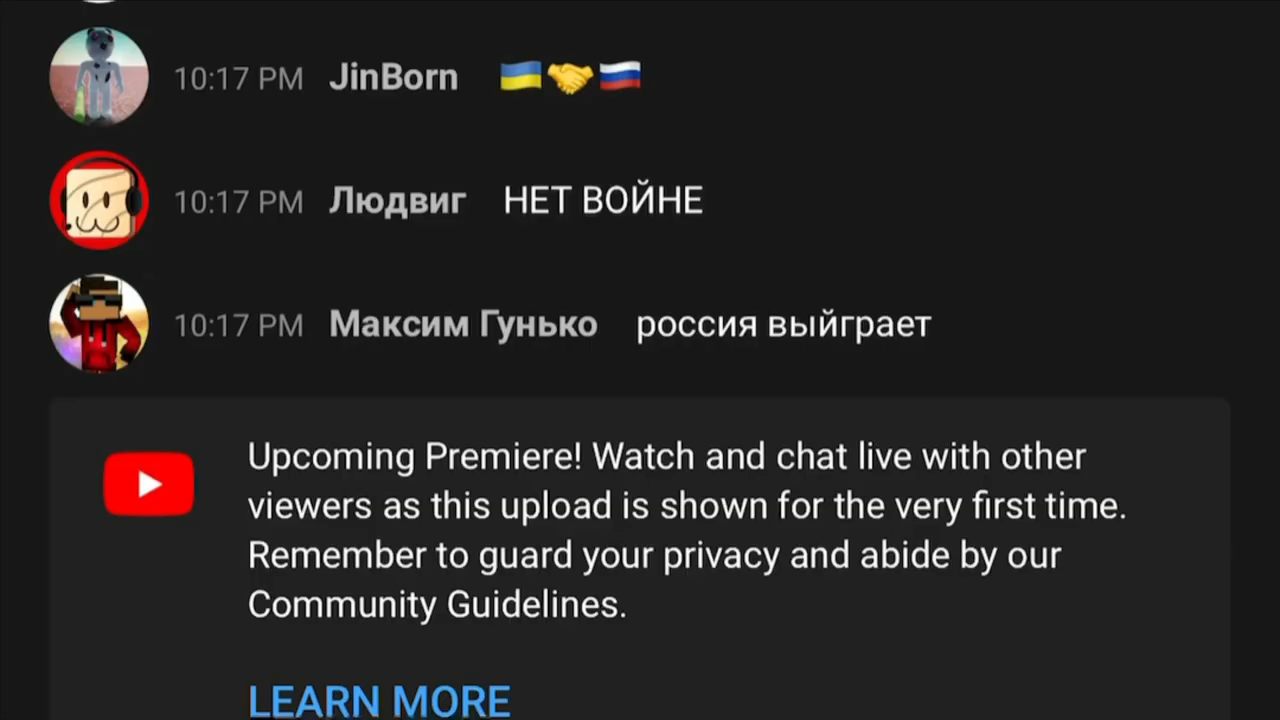 10:17 PM JinBorn 🇺🇦🤝🇷🇺
10:17 PM Людвиг НЕТ ВОЙНЕ
10:17 PM Максим Гунько россия выйграет
Upcoming Premiere! Watch and chat live with other
viewers as this upload is shown for the very first time.
Remember to guard your privacy and abide by our
Community Guidelines.
LEARN MORE